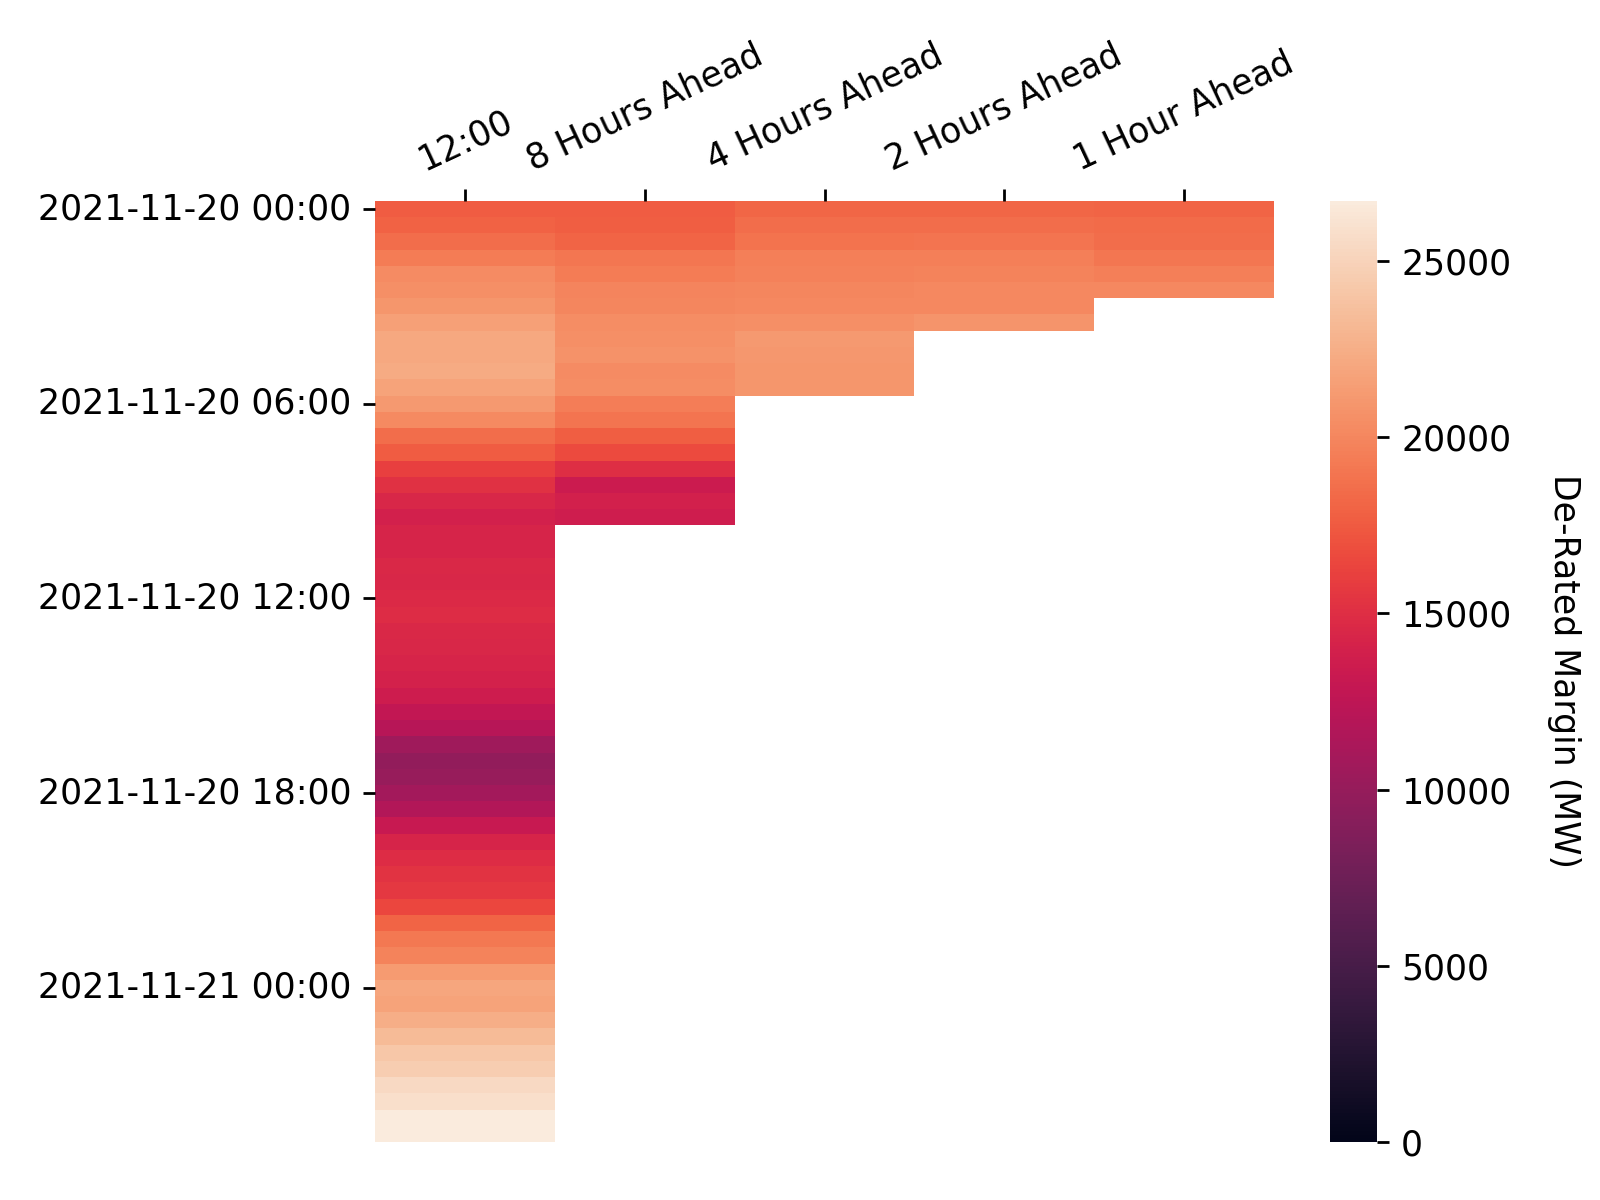 12:00
8 Hours Ahead
4 Hours Ahead
2 Hours Ahead
1 Hour Ahead
2021-11-20 00:00
2021-11-20 06:00
2021-11-20 12:00
2021-11-20 18:00
2021-11-21 00:00
25000
20000
15000
10000
5000
0
De-Rated Margin (MW)